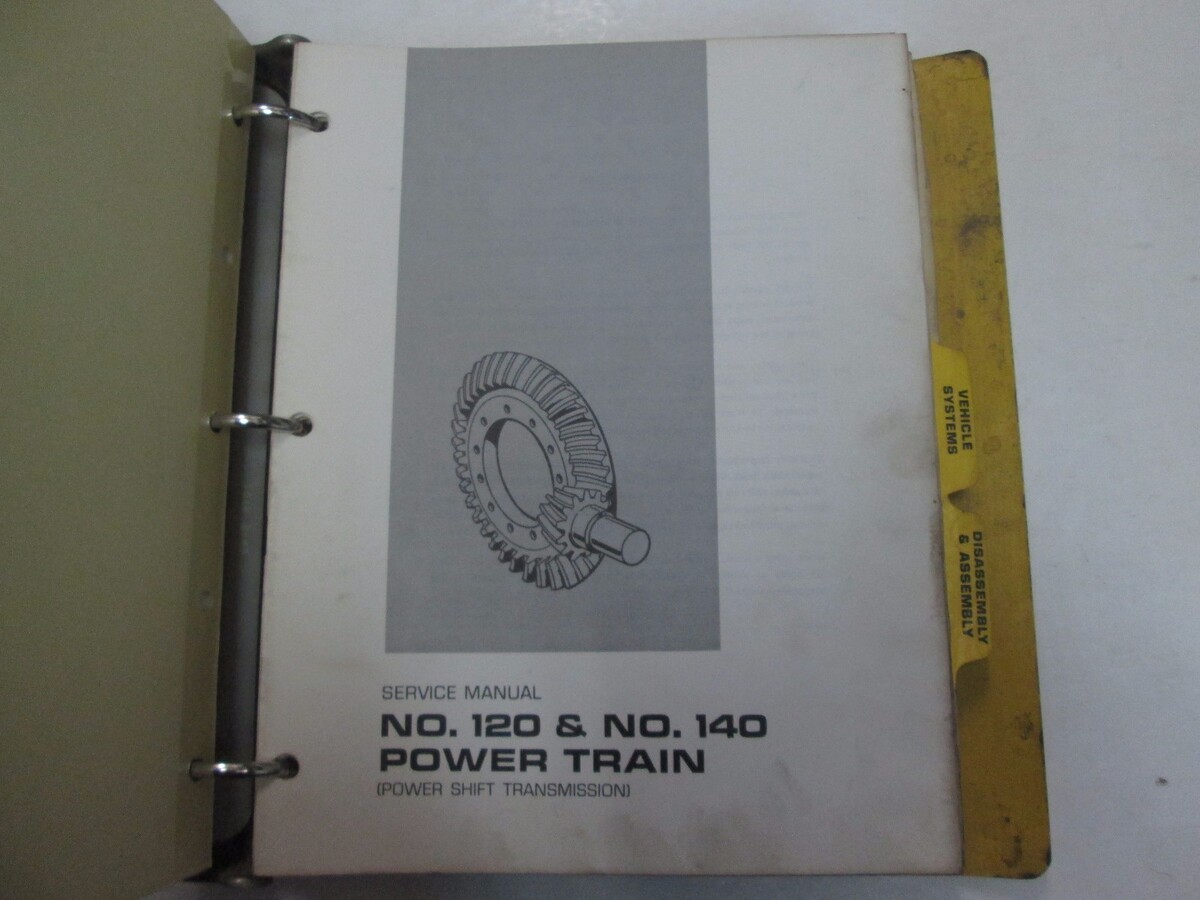 SERVICE MANUAL
NO. 120 & NO. 140
POWER TRAIN
(POWER SHIFT TRANSMISSION)
VEHICLE
SYSTEMS
DISASSEMBLY
& ASSEMBLY